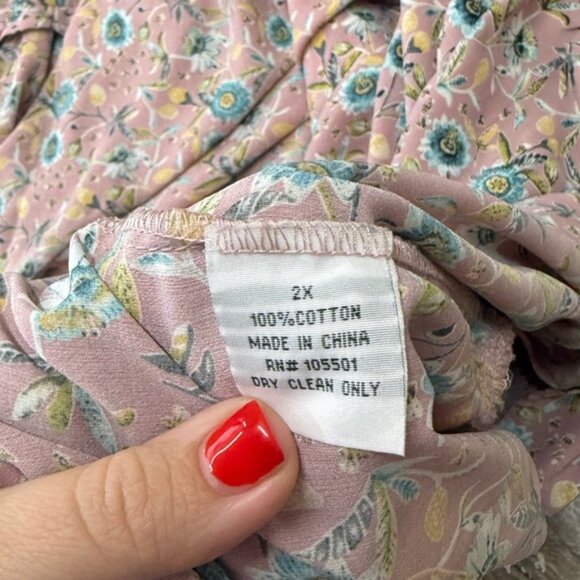 2X
100%COTTON
MADE IN CHINA
RN# 105501
DRY CLEAN ONLY